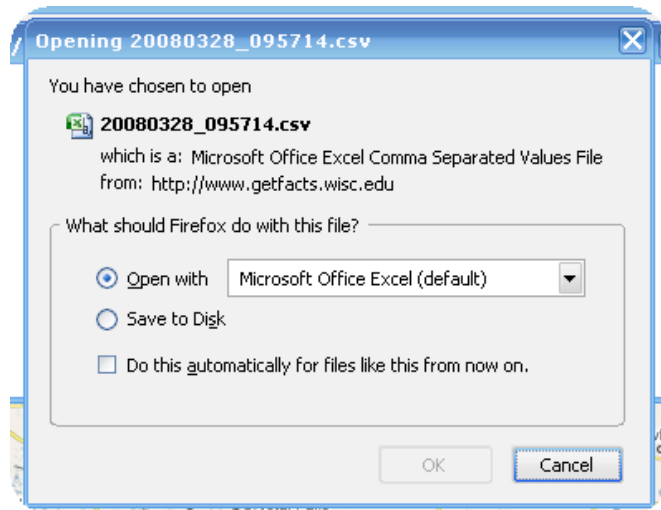 Opening 20080328_095714.csv
You have chosen to open
20080328_095714.csv
which is a: Microsoft Office Excel Comma Separated Values File
from: http://www.getfacts.wisc.edu
What should Firefox do with this file?
Open with Microsoft Office Excel (default)
Save to Disk
Do this automatically for files like this from now on.
OK Cancel